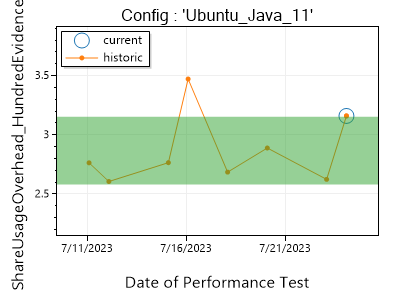 Config : 'Ubuntu_Java_11'
current
historic
ShareUsageOverhead_HundredEvidence
3.5
3
2.5
7/11/2023
7/16/2023
7/21/2023
Date of Performance Test